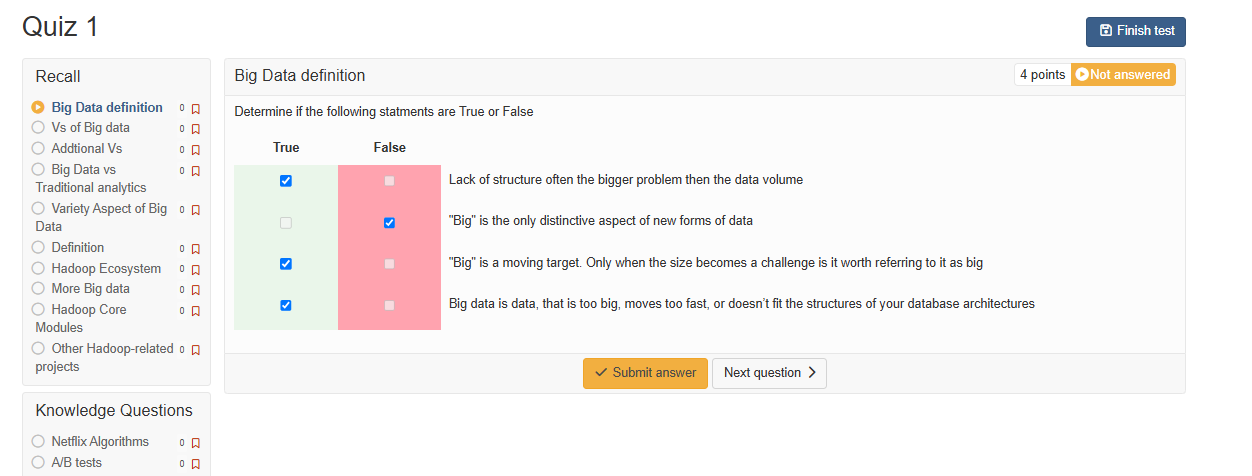 Quiz 1
Finish test
Recall
Big Data definition 0
Vs of Big data 0
Addtional Vs 0
Big Data vs 0
Traditional analytics
Variety Aspect of Big 0
Data
Definition 0
Hadoop Ecosystem 0
More Big data 0
Hadoop Core 0
Modules
Other Hadoop-related 0
projects
Knowledge Questions
Netflix Algorithms 0
A/B tests 0
Big Data definition
4 points Not answered
Determine if the following statments are True or False
True False
Lack of structure often the bigger problem then the data volume
"Big" is the only distinctive aspect of new forms of data
"Big" is a moving target. Only when the size becomes a challenge is it worth referring to it as big
Big data is data, that is too big, moves too fast, or doesn’t fit the structures of your database architectures
Submit answer Next question